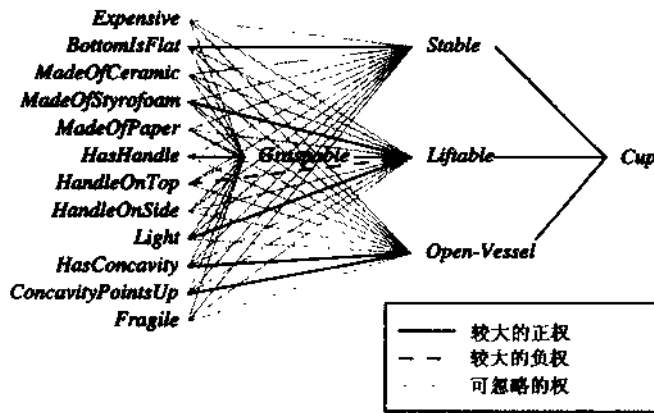 Expensive
BottomIsFlat
MadeOfCeramic
MadeOfStyrofoam
MadeOfPaper
HasHandle
HandleOnTop
HandleOnSide
Light
HasConcavity
ConcavityPointsUp
Fragile
Graspable
Stable
Liftable
Open-Vessel
Cup
较大的正权
较大的负权
可忽略的权